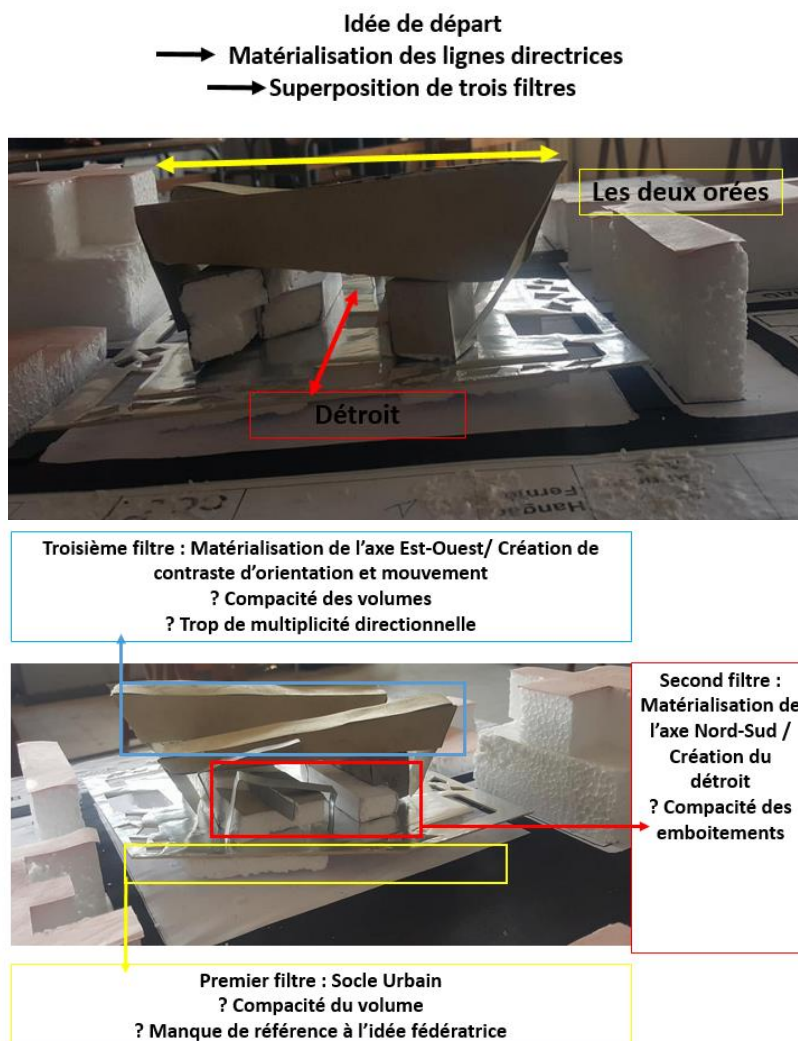 Idée de départ
Matérialisation des lignes directrices
Superposition de trois filtres
Les deux orées
Détroit
Hanga
Fermé
Troisième filtre : Matérialisation de l'axe Est-Ouest/ Création de
contraste d'orientation et mouvement
? Compacité des volumes
? Trop de multiplicité directionnelle
Second filtre :
Matérialisation de
l'axe Nord-Sud /
Création du
détroit
? Compacité des
emboitements
Premier filtre : Socle Urbain
? Compacité du volume
? Manque de référence à l'idée fédératrice